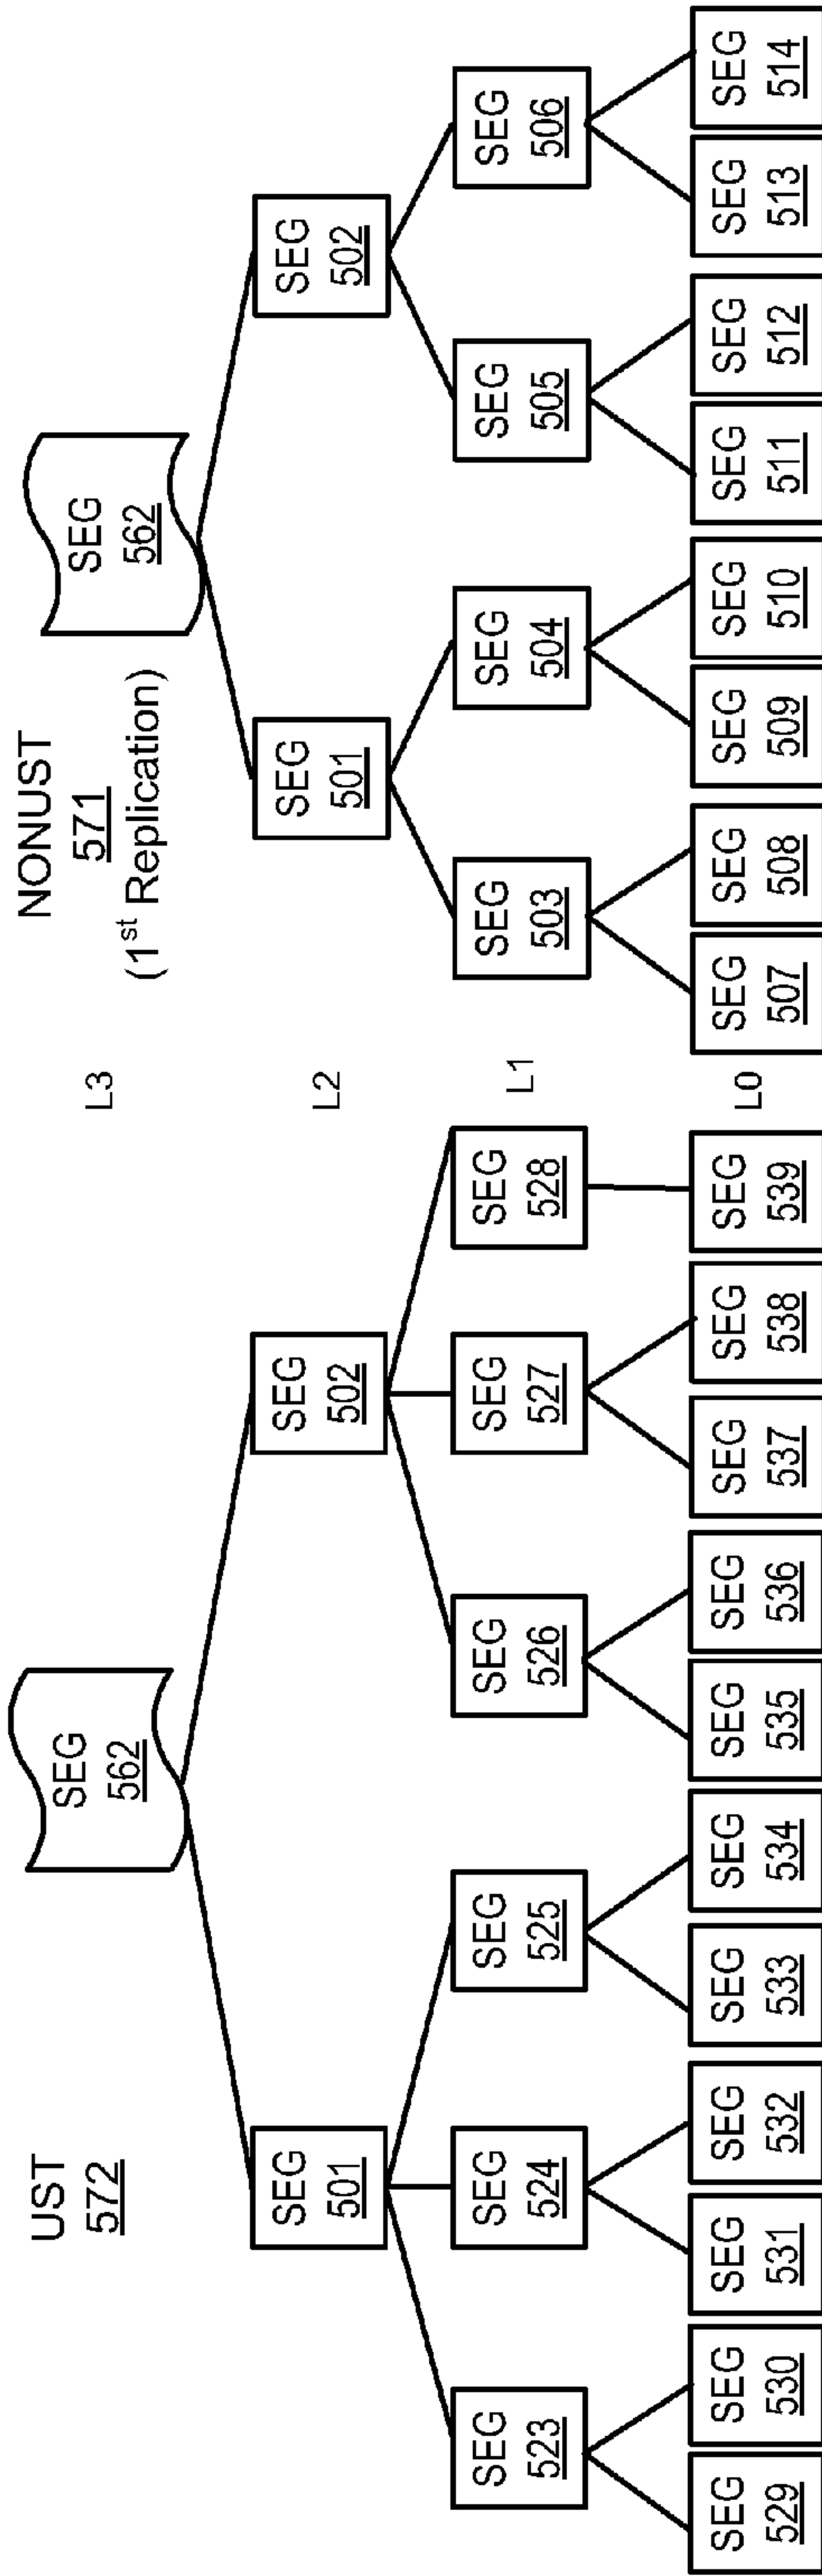 UST
572
SEG
562
SEG
501
SEG
502
SEG
523
SEG
524
SEG
525
SEG
526
SEG
527
SEG
528
SEG
529
SEG
530
SEG
531
SEG
532
SEG
533
SEG
534
SEG
535
SEG
536
SEG
537
SEG
538
SEG
539
L3
L2
L1
L0
NONUST
571
(1st Replication)
SEG
562
SEG
501
SEG
502
SEG
503
SEG
504
SEG
505
SEG
506
SEG
507
SEG
508
SEG
509
SEG
510
SEG
511
SEG
512
SEG
513
SEG
514